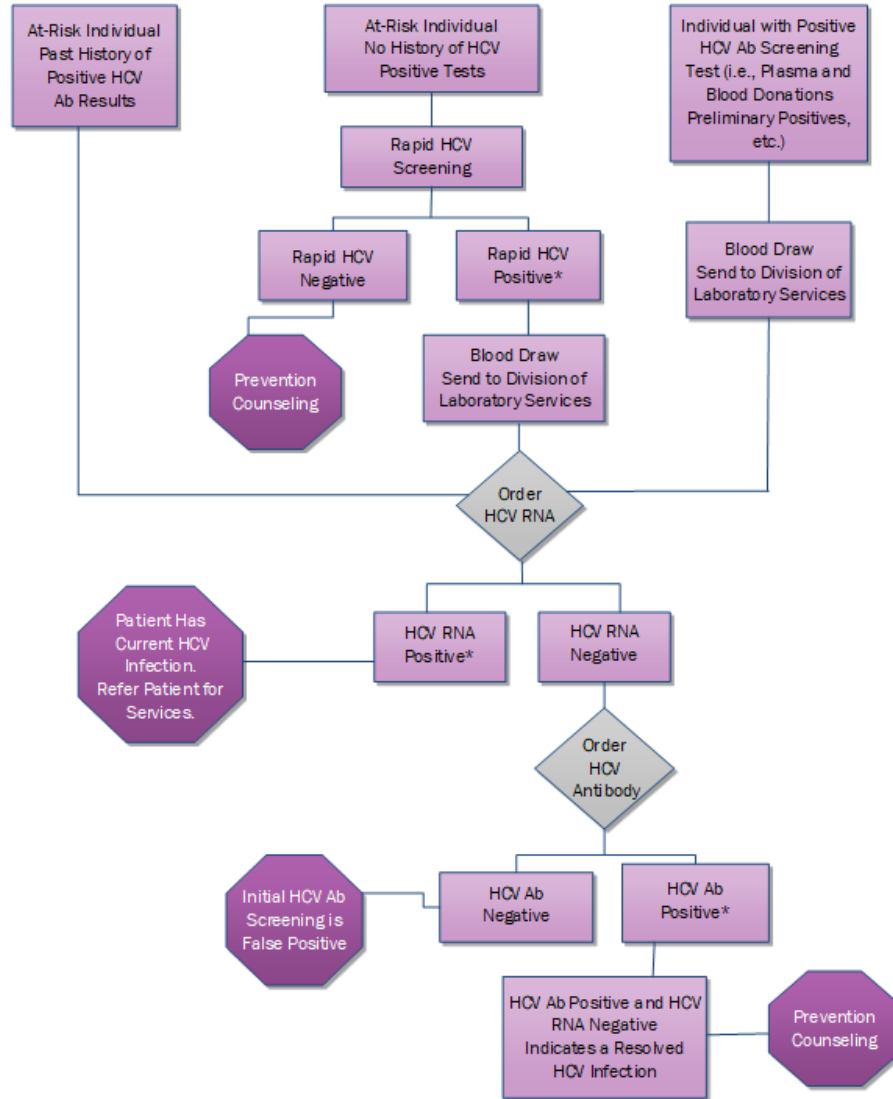 At-Risk Individual
Past History of
Positive HCV
Ab Results
At-Risk Individual
No History of HCV
Positive Tests
Individual with Positive
HCV Ab Screening
Test (i.e., Plasma and
Blood Donations
Preliminary Positives,
etc.)
Rapid HCV
Screening
Rapid HCV
Negative
Rapid HCV
Positive*
Blood Draw
Send to Division of
Laboratory Services
Prevention
Counseling
Blood Draw
Send to Division of
Laboratory Services
Order
HCV RNA
Patient Has
Current HCV
Infection.
Refer Patient for
Services.
HCV RNA
Positive*
HCV RNA
Negative
Order
HCV
Antibody
Initial HCV Ab
Screening is
False Positive
HCV Ab
Negative
HCV Ab
Positive*
HCV Ab Positive and HCV
RNA Negative
Indicates a Resolved
HCV Infection
Prevention
Counseling